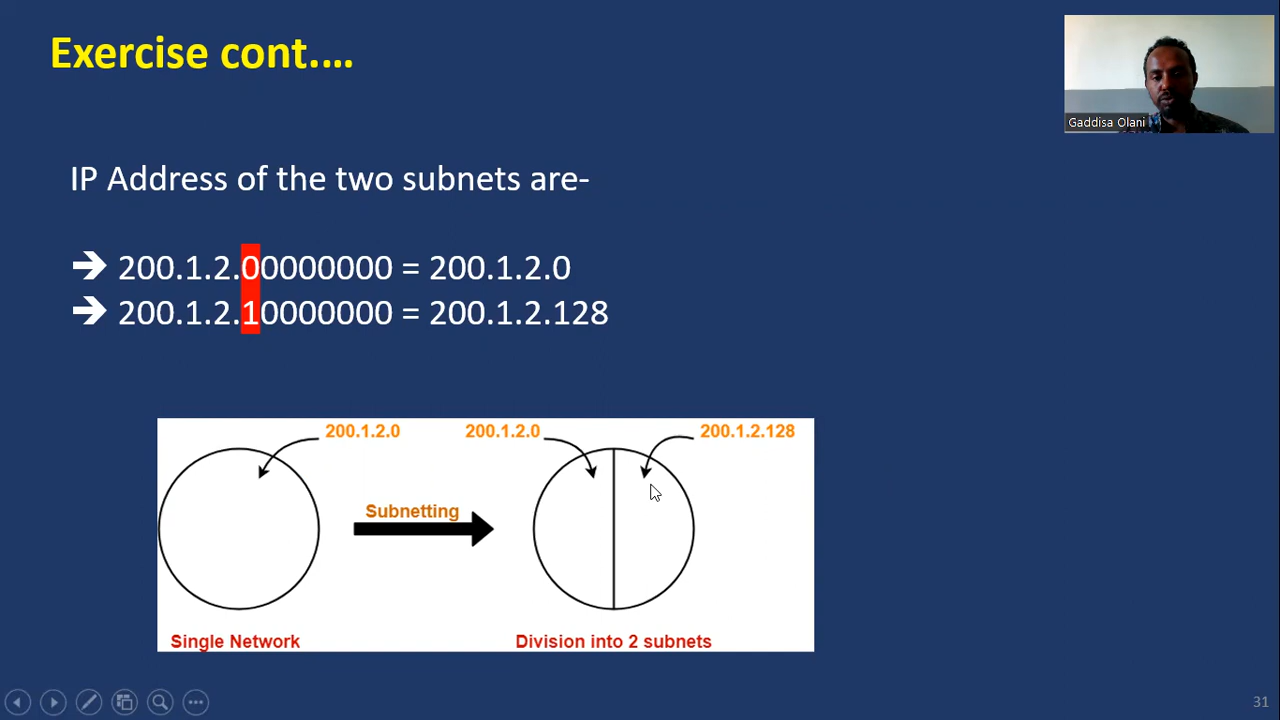 Exercise cont.…
Gaddisa Olani
IP Address of the two subnets are-
➔ 200.1.2.00000000 = 200.1.2.0
➔ 200.1.2.10000000 = 200.1.2.128
200.1.2.0
200.1.2.0
200.1.2.128
Subnetting
Single Network
Division into 2 subnets
31